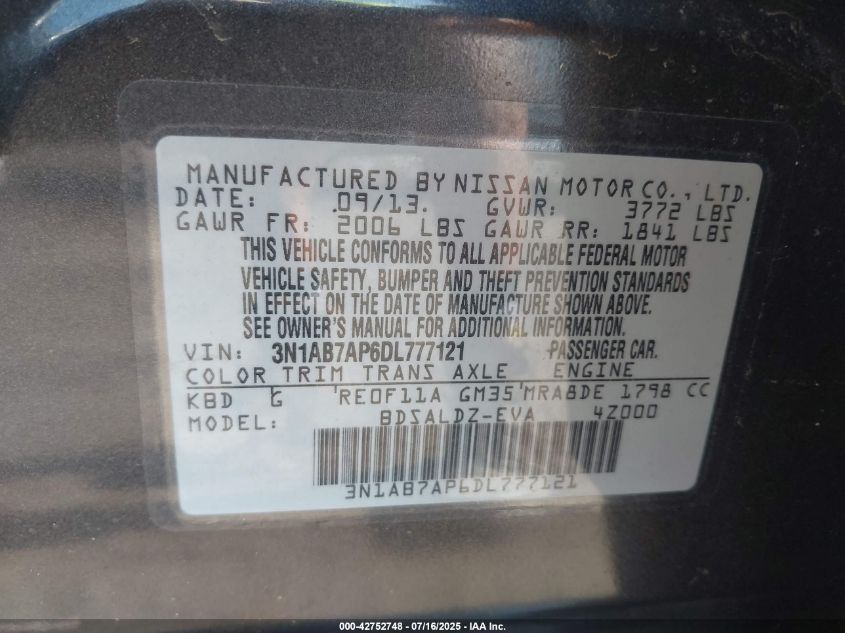 MANUFACTURED BY NISSAN MOTOR CO., LTD.
DATE: 09/13. GVWR: 3772 LBS
GAWR FR: 2006 LBS GAWR RR: 1841 LBS
THIS VEHICLE CONFORMS TO ALL APPLICABLE FEDERAL MOTOR
VEHICLE SAFETY, BUMPER AND THEFT PREVENTION STANDARDS
IN EFFECT ON THE DATE OF MANUFACTURE SHOWN ABOVE.
SEE OWNER'S MANUAL FOR ADDITIONAL INFORMATION.
VIN: 3N1AB7AP6DL777121 PASSENGER CAR.
COLOR TRIM TRANS AXLE ENGINE
KBD G RE0F11A GM35 MRA8DE 1798 CC
MODEL: BDSALDZ-EVA 4Z000
3N1AB7AP6DL777121
000-42752748 - 07/16/2025 - IAA Inc.